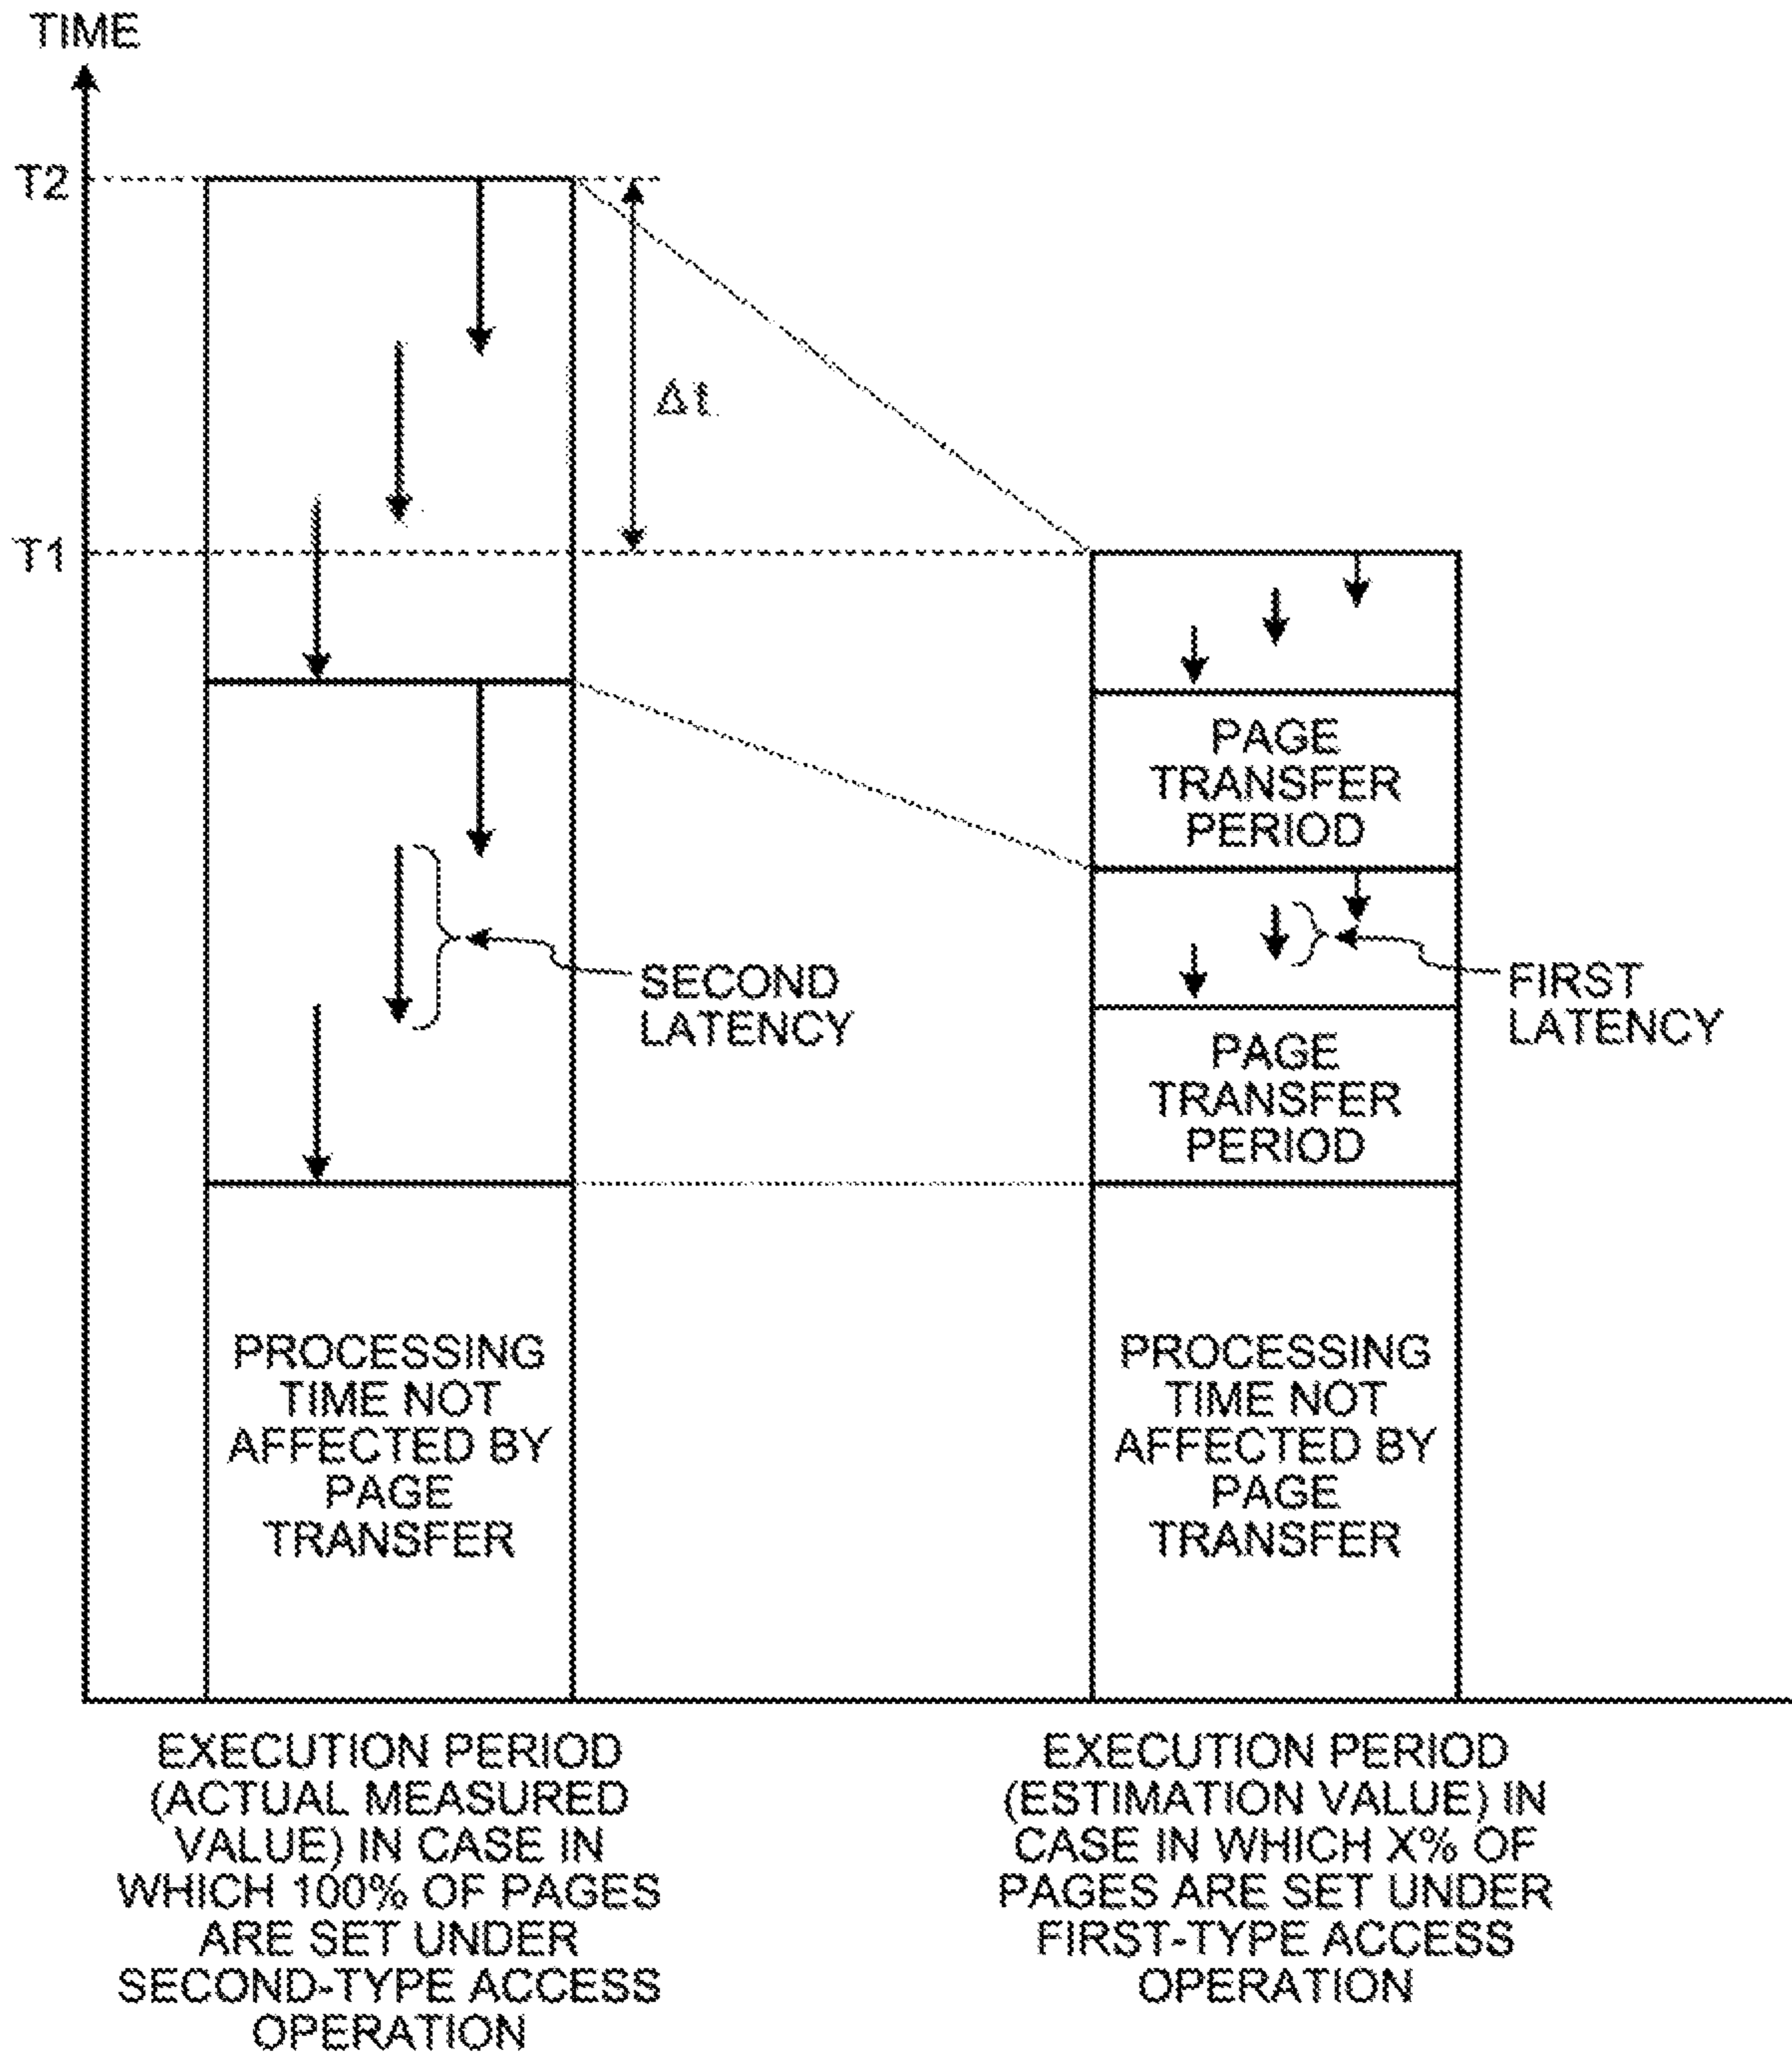 TIME
T2
Δt
T1
PAGE
TRANSFER
PERIOD
SECOND
LATENCY
FIRST
LATENCY
PAGE
TRANSFER
PERIOD
PROCESSING
TIME NOT
AFFECTED BY
PAGE
TRANSFER
PROCESSING
TIME NOT
AFFECTED BY
PAGE
TRANSFER
EXECUTION PERIOD
(ACTUAL MEASURED
VALUE) IN CASE IN
WHICH 100% OF PAGES
ARE SET UNDER
SECOND-TYPE ACCESS
OPERATION
EXECUTION PERIOD
(ESTIMATION VALUE) IN
CASE IN WHICH X% OF
PAGES ARE SET UNDER
FIRST-TYPE ACCESS
OPERATION